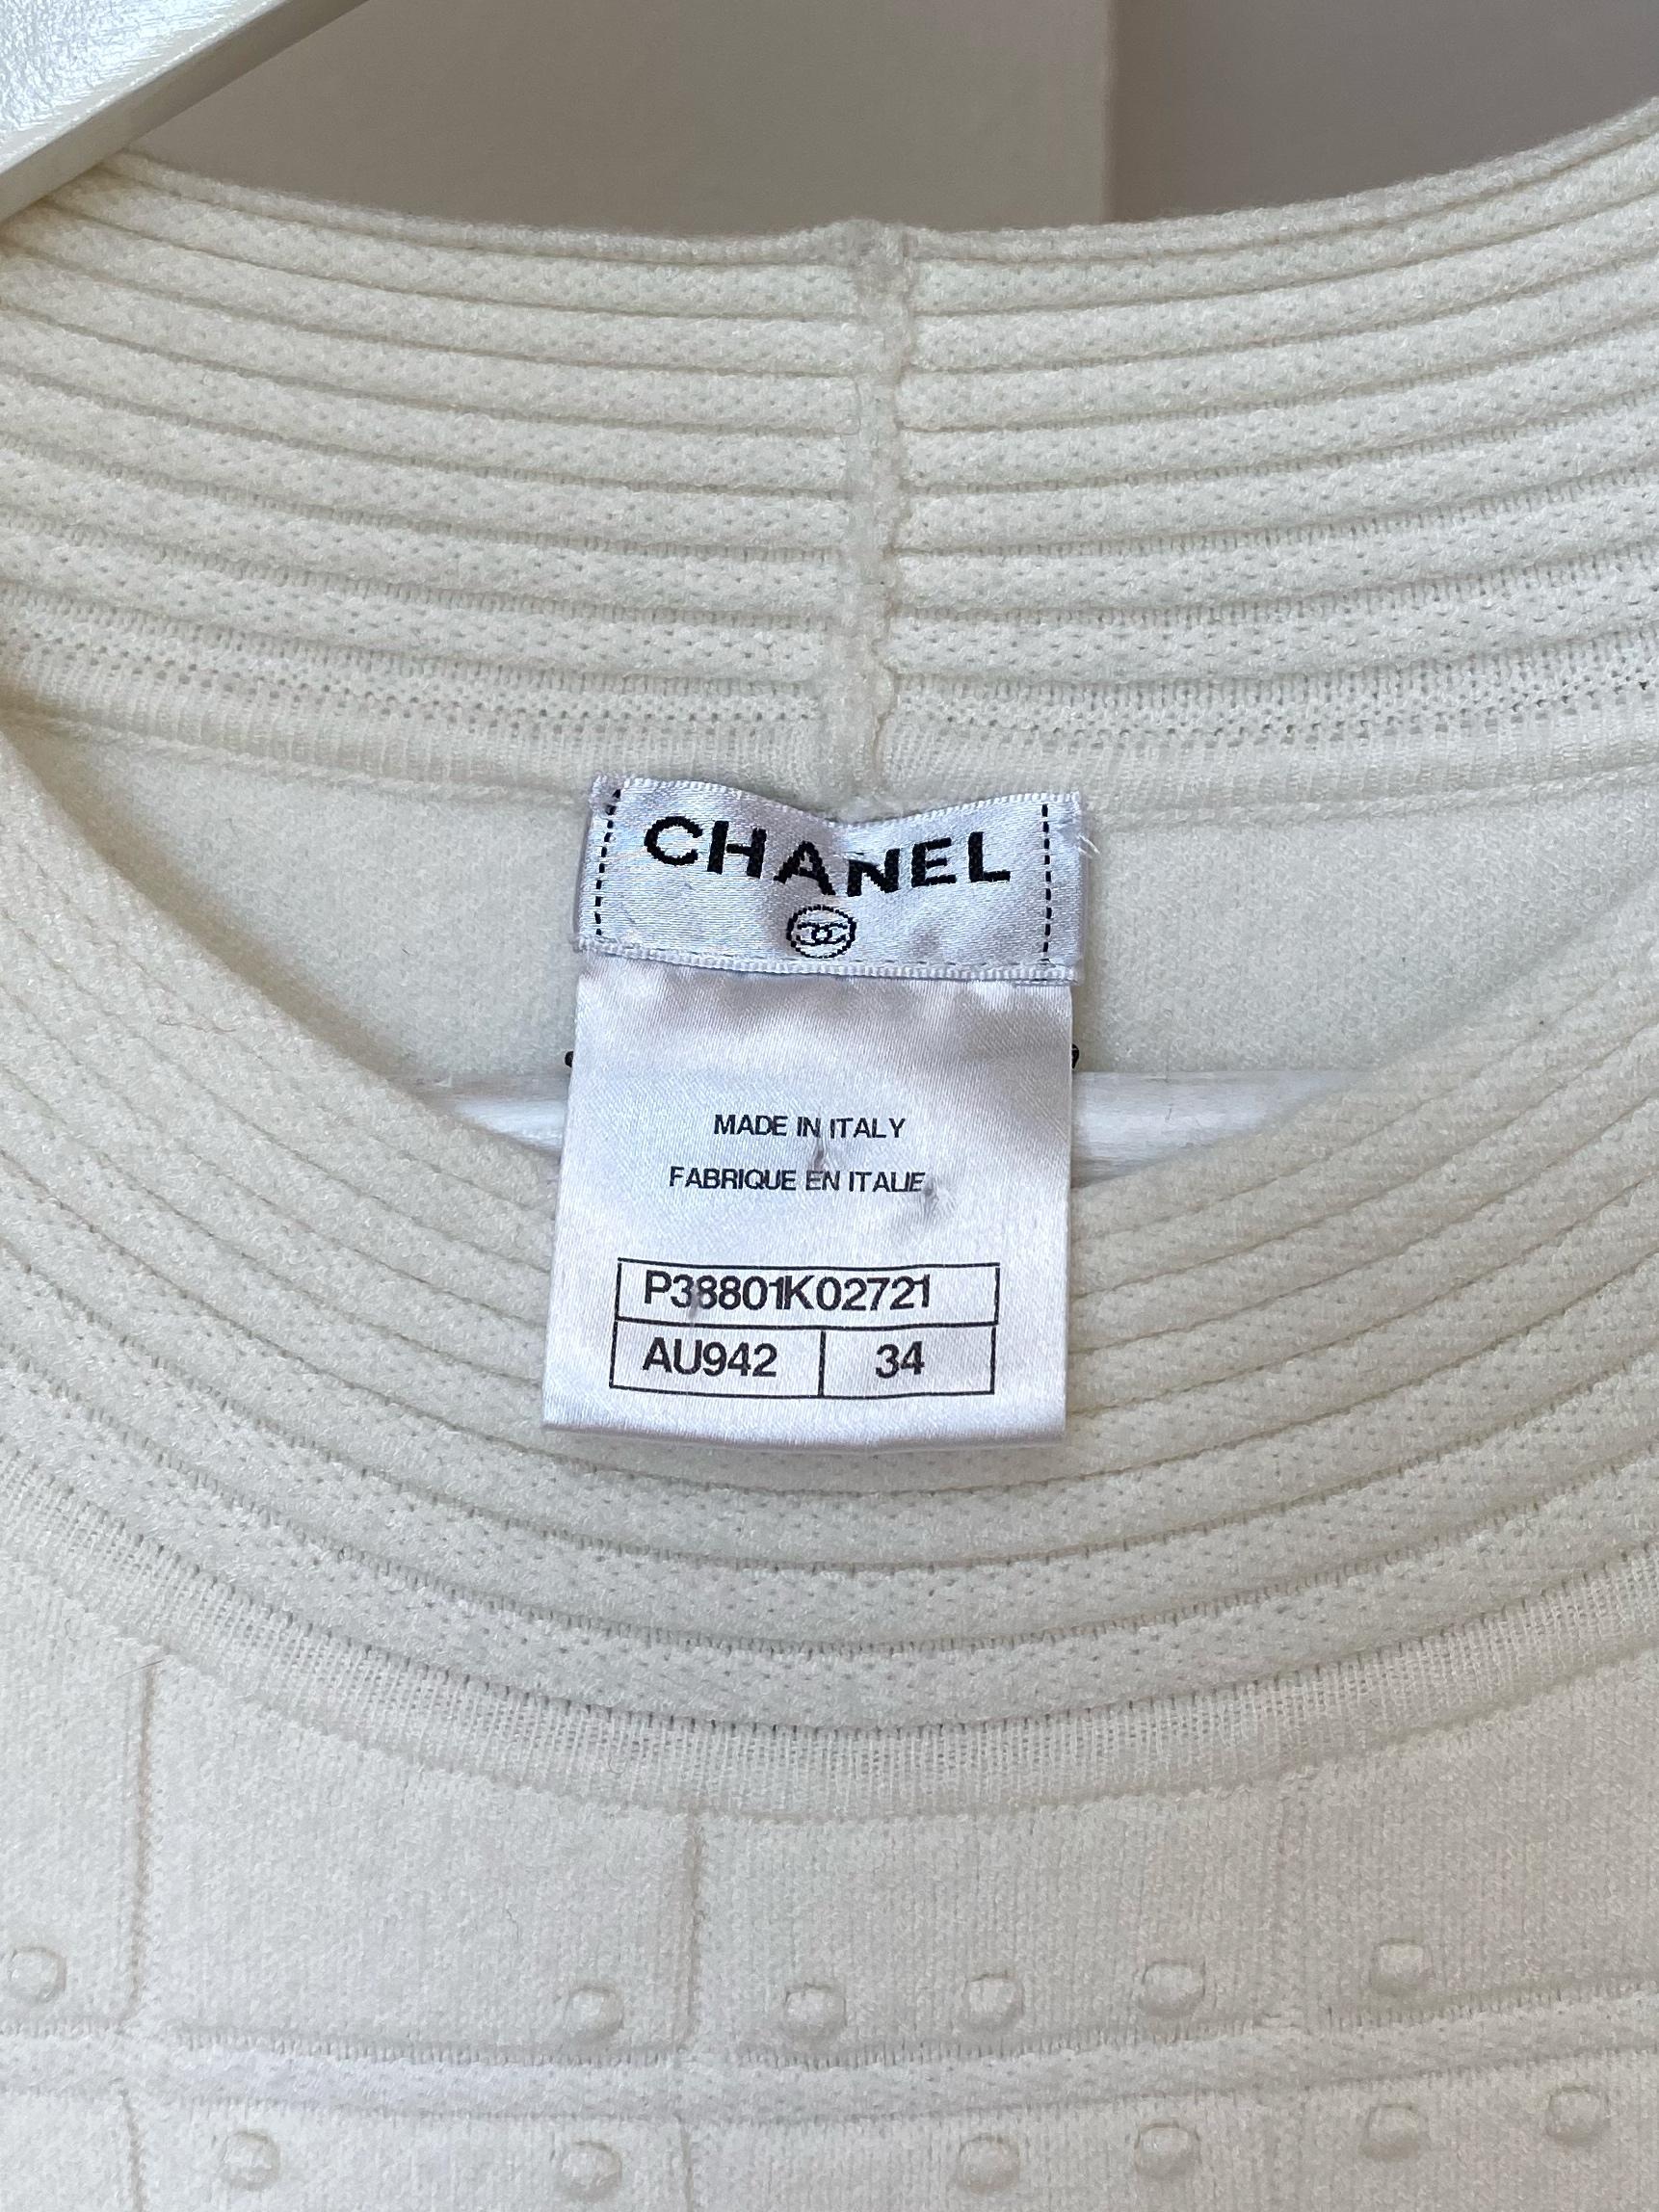 CHANEL
MADE IN ITALY
FABRIQUE EN ITALIE
P38801K02721
AU942 34